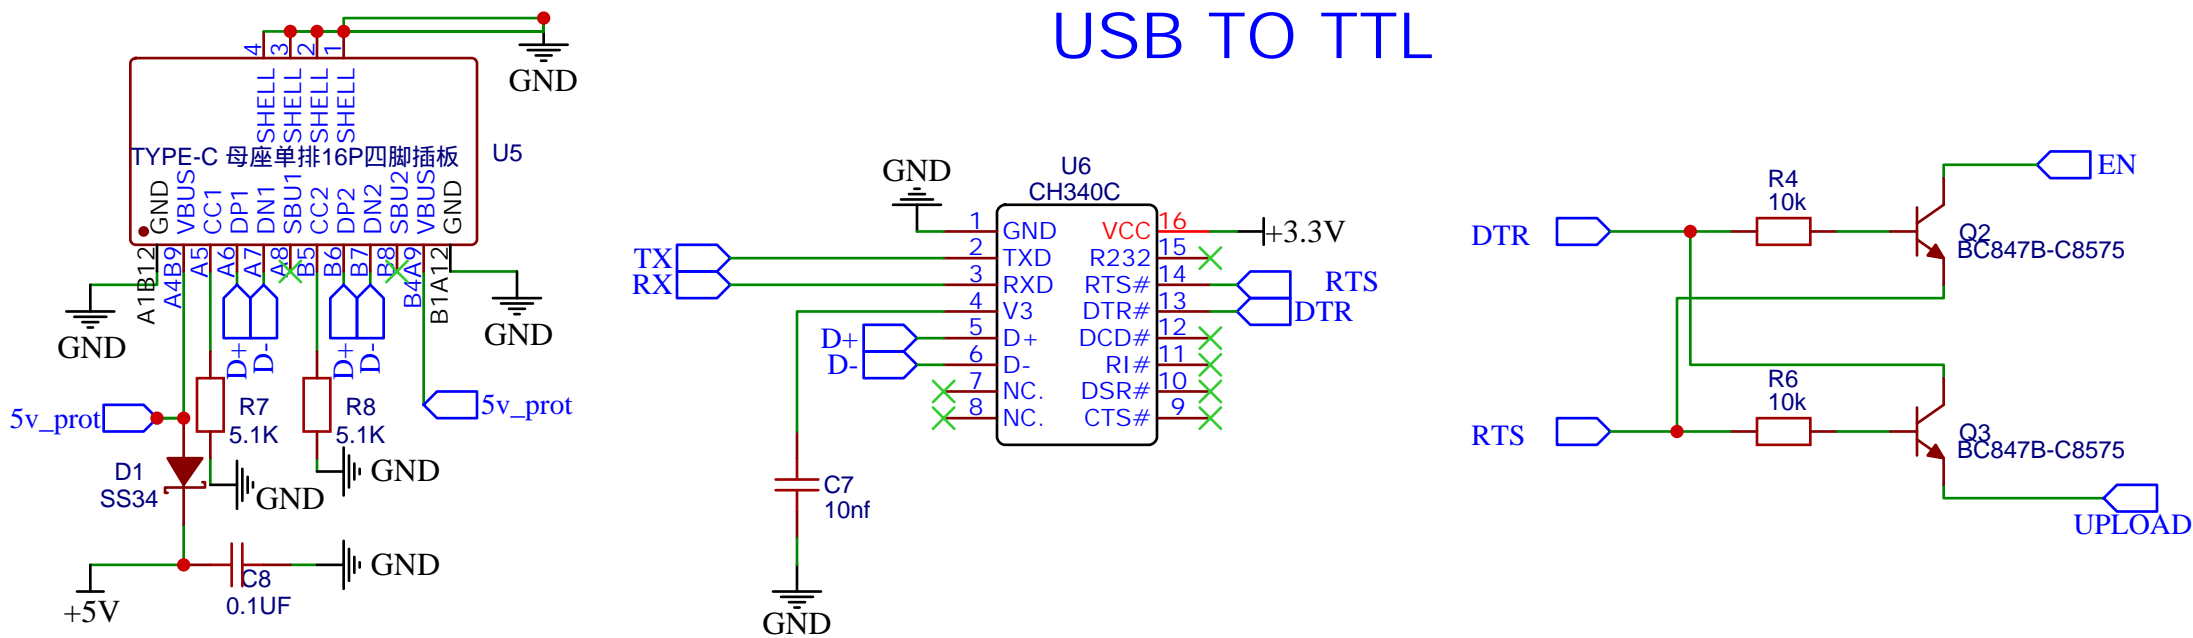 USB TO TTL
4
3
2
1
GND
SHELL
SHELL
SHELL
SHELL
TYPE-C 母座单排16P四脚插板
U5
GND
VBUS
CC1
DP1
DN1
SBU1
CC2
DP2
DN2
SBU2
VBUS
GND
A1B12
A4B9
A5
A6
A7
A8
B5
B6
B7
B8
B4A9
B1A12
GND
GND
D+
D-
D+
D-
5v_prot
5v_prot
R7
5.1K
R8
5.1K
GND
GND
D1
SS34
C8
0.1UF
GND
+5V
U6
CH340C
GND
1 GND
2 TXD
3 RXD
4 V3
5 D+
6 D-
7 NC.
8 NC.
VCC 16
R232 15
RTS# 14
DTR# 13
DCD# 12
RI# 11
DSR# 10
CTS# 9
+3.3V
TX
RX
RTS
DTR
D+
D-
C7
10nf
GND
DTR
R4
10k
Q2
BC847B-C8575
EN
RTS
R6
10k
Q3
BC847B-C8575
UPLOAD